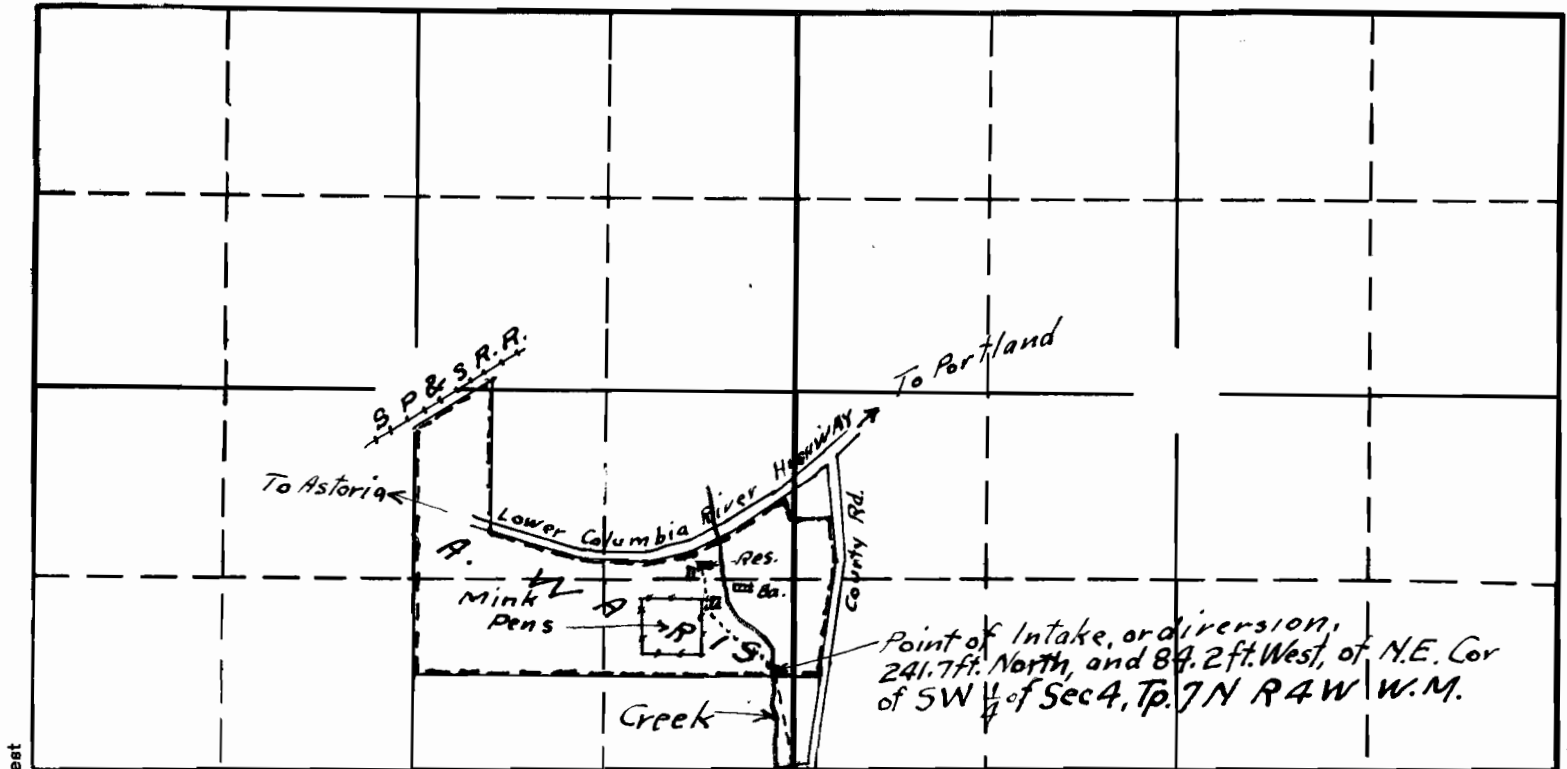 S P & S R. R.
To Portland
To Astoria
Lower Columbia River HIGHWAY
County Rd.
A.
Res.
Ba.
Mink
Pens
R
I S
Point of Intake, or diversion,
241.7ft. North, and 84.2ft. West, of N.E. Cor
of SW 1/4 of Sec 4, Tp. 7 N R 4 W W. M.
Creek
est